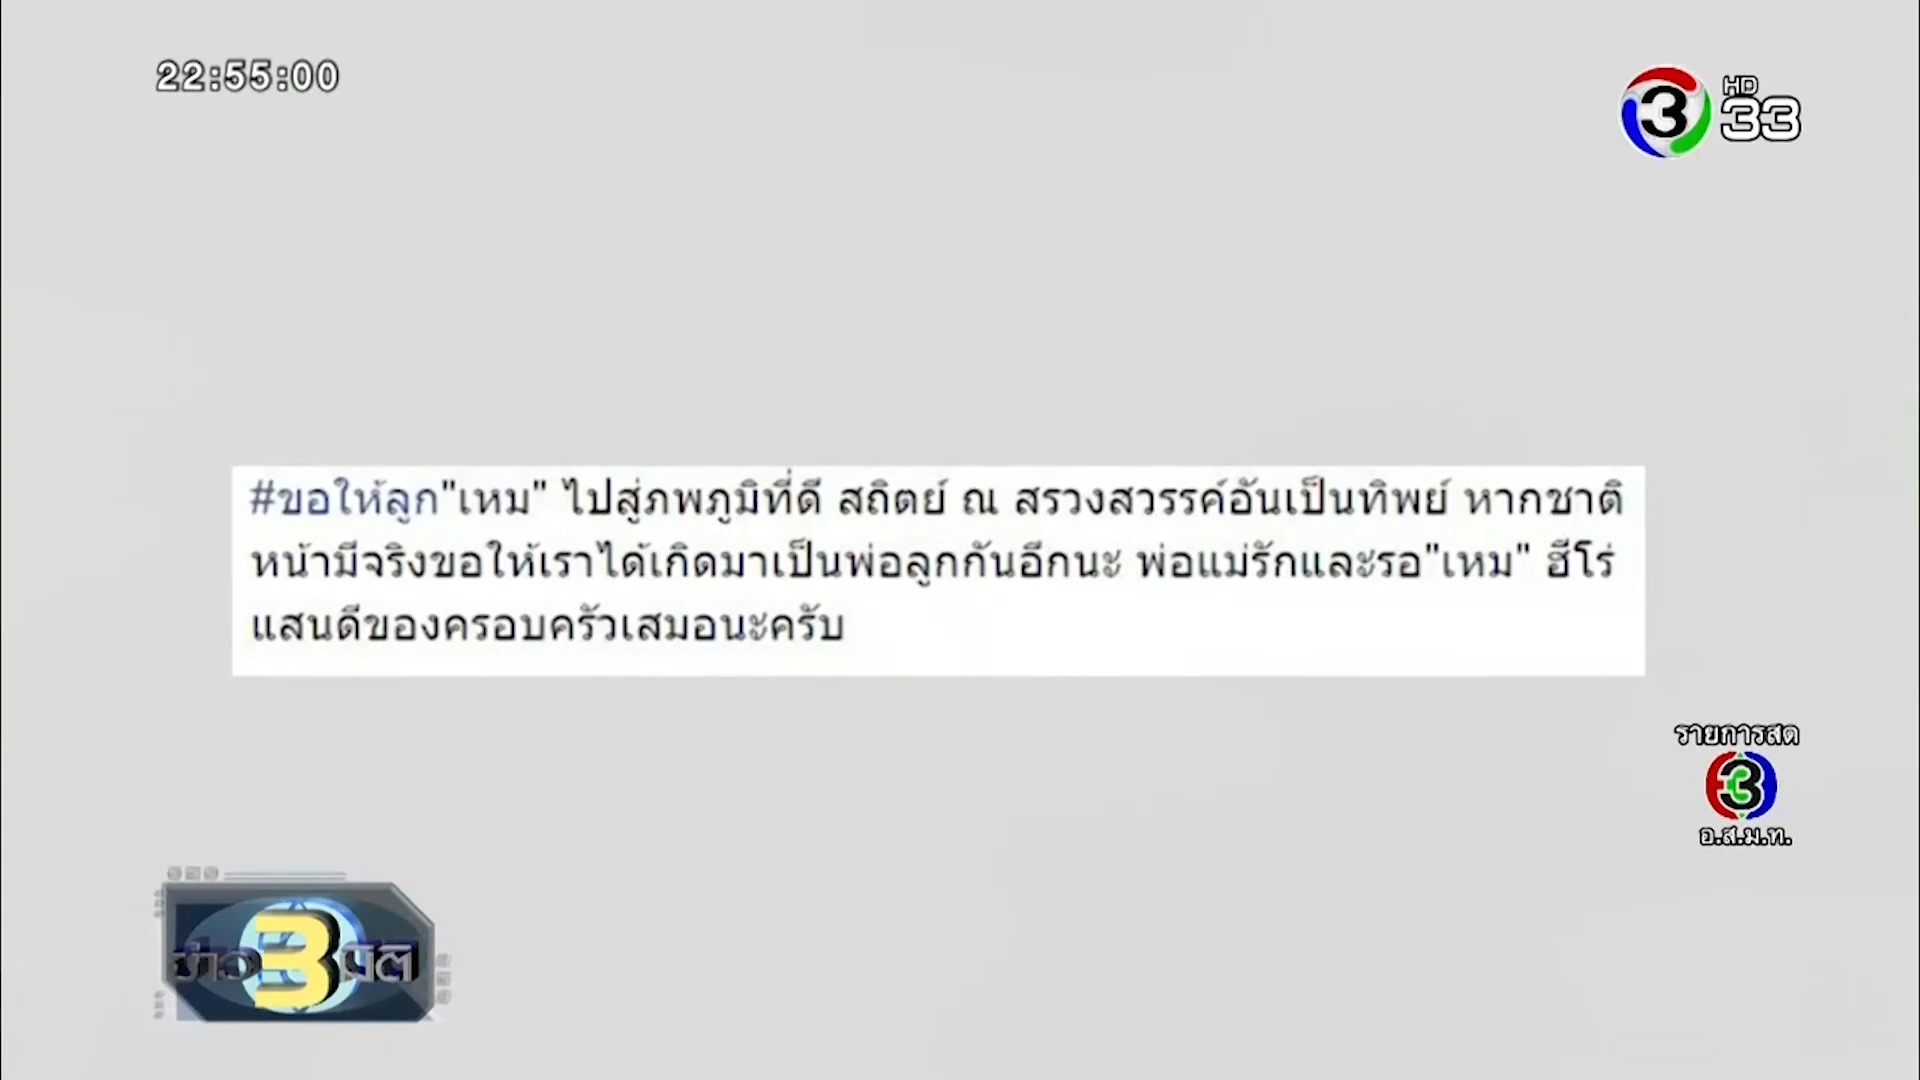 22:55:00
3 HD 33
#ขอให้ลูก"เหม" ไปสู่ภพภูมิที่ดี สถิตย์ ณ สรวงสวรรค์อันเป็นทิพย์ หากชาติ
หน้ามีจริงขอให้เราได้เกิดมาเป็นพ่อลูกกันอีกนะ พ่อแม่รักและรอ"เหม" ฮีโร่
แสนดีของครอบครัวเสมอนะครับ
รายการสด
3
อ.ส.ม.ท.
ข่าว 3 มิติ